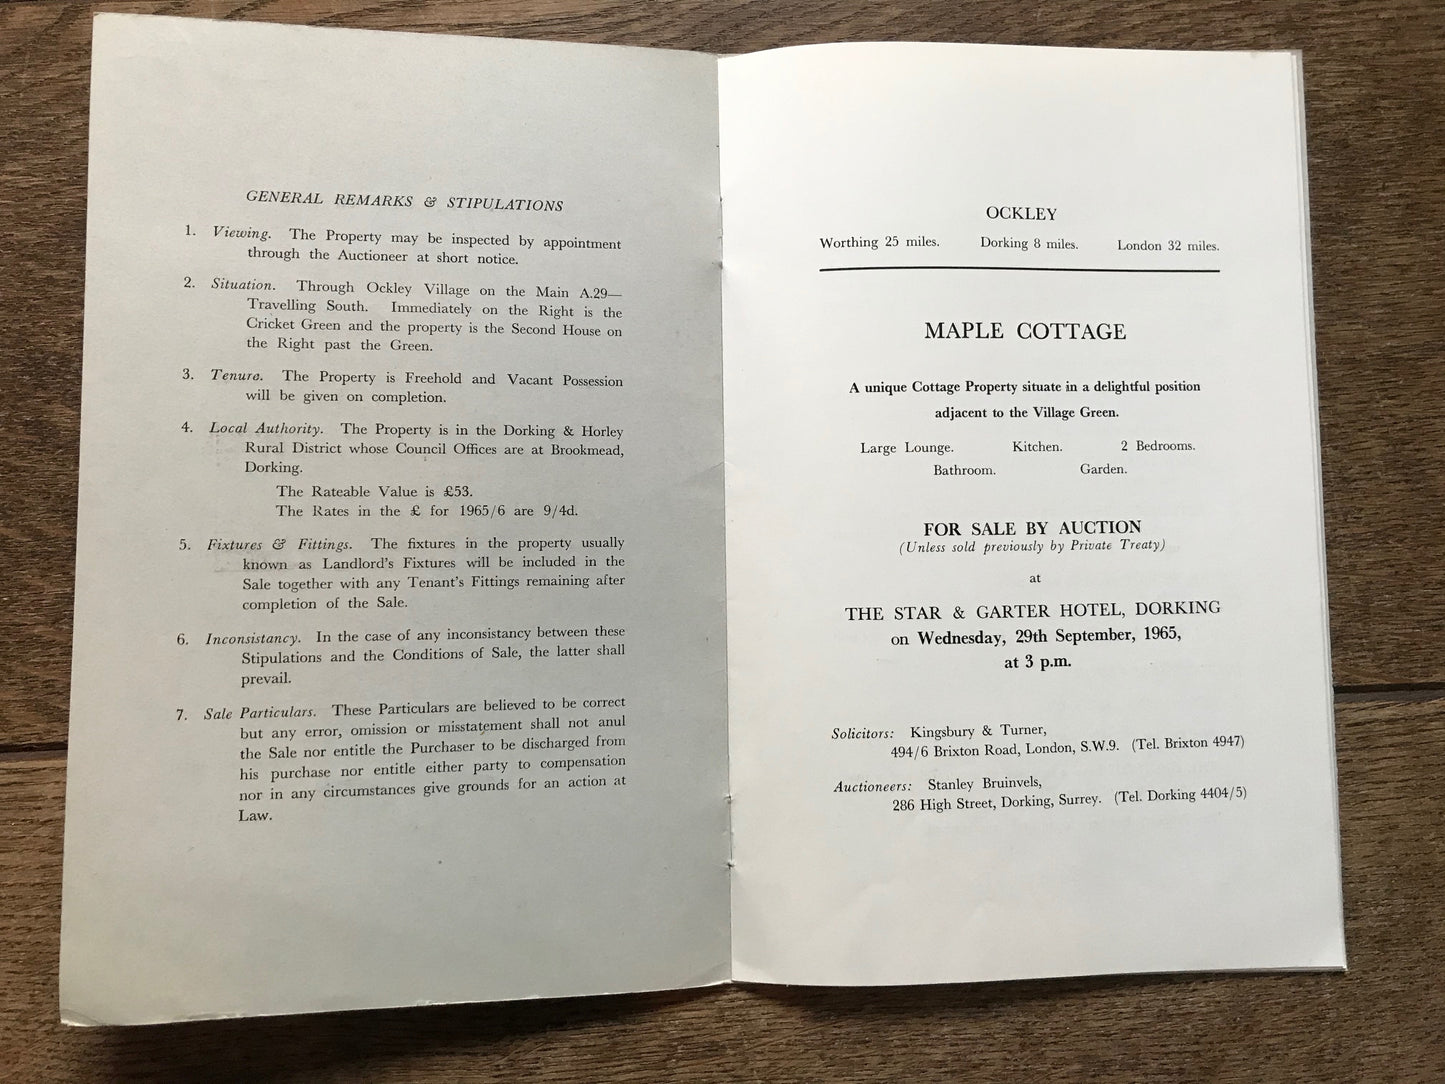 GENERAL REMARKS & STIPULATIONS
1. Viewing. The Property may be inspected by appointment
through the Auctioneer at short notice.
2. Situation. Through Ockley Village on the Main A.29—
Travelling South. Immediately on the Right is the
Cricket Green and the property is the Second House on
the Right past the Green.
3. Tenure. The Property is Freehold and Vacant Possession
will be given on completion.
4. Local Authority. The Property is in the Dorking & Horley
Rural District whose Council Offices are at Brookmead,
Dorking.
The Rateable Value is £53.
The Rates in the £ for 1965/6 are 9/4d.
5. Fixtures & Fittings. The fixtures in the property usually
known as Landlord's Fixtures will be included in the
Sale together with any Tenant's Fittings remaining after
completion of the Sale.
6. Inconsistancy. In the case of any inconsistancy between these
Stipulations and the Conditions of Sale, the latter shall
prevail.
7. Sale Particulars. These Particulars are believed to be correct
but any error, omission or misstatement shall not anul
the Sale nor entitle the Purchaser to be discharged from
his purchase nor entitle either party to compensation
nor in any circumstances give grounds for an action at
Law.
OCKLEY
Worthing 25 miles. Dorking 8 miles. London 32 miles.
MAPLE COTTAGE
A unique Cottage Property situate in a delightful position
adjacent to the Village Green.
Large Lounge. Kitchen. 2 Bedrooms.
Bathroom. Garden.
FOR SALE BY AUCTION
(Unless sold previously by Private Treaty)
at
THE STAR & GARTER HOTEL, DORKING
on Wednesday, 29th September, 1965,
at 3 p.m.
Solicitors: Kingsbury & Turner,
494/6 Brixton Road, London, S.W.9. (Tel. Brixton 4947)
Auctioneers: Stanley Bruinvels,
286 High Street, Dorking, Surrey. (Tel. Dorking 4404/5)